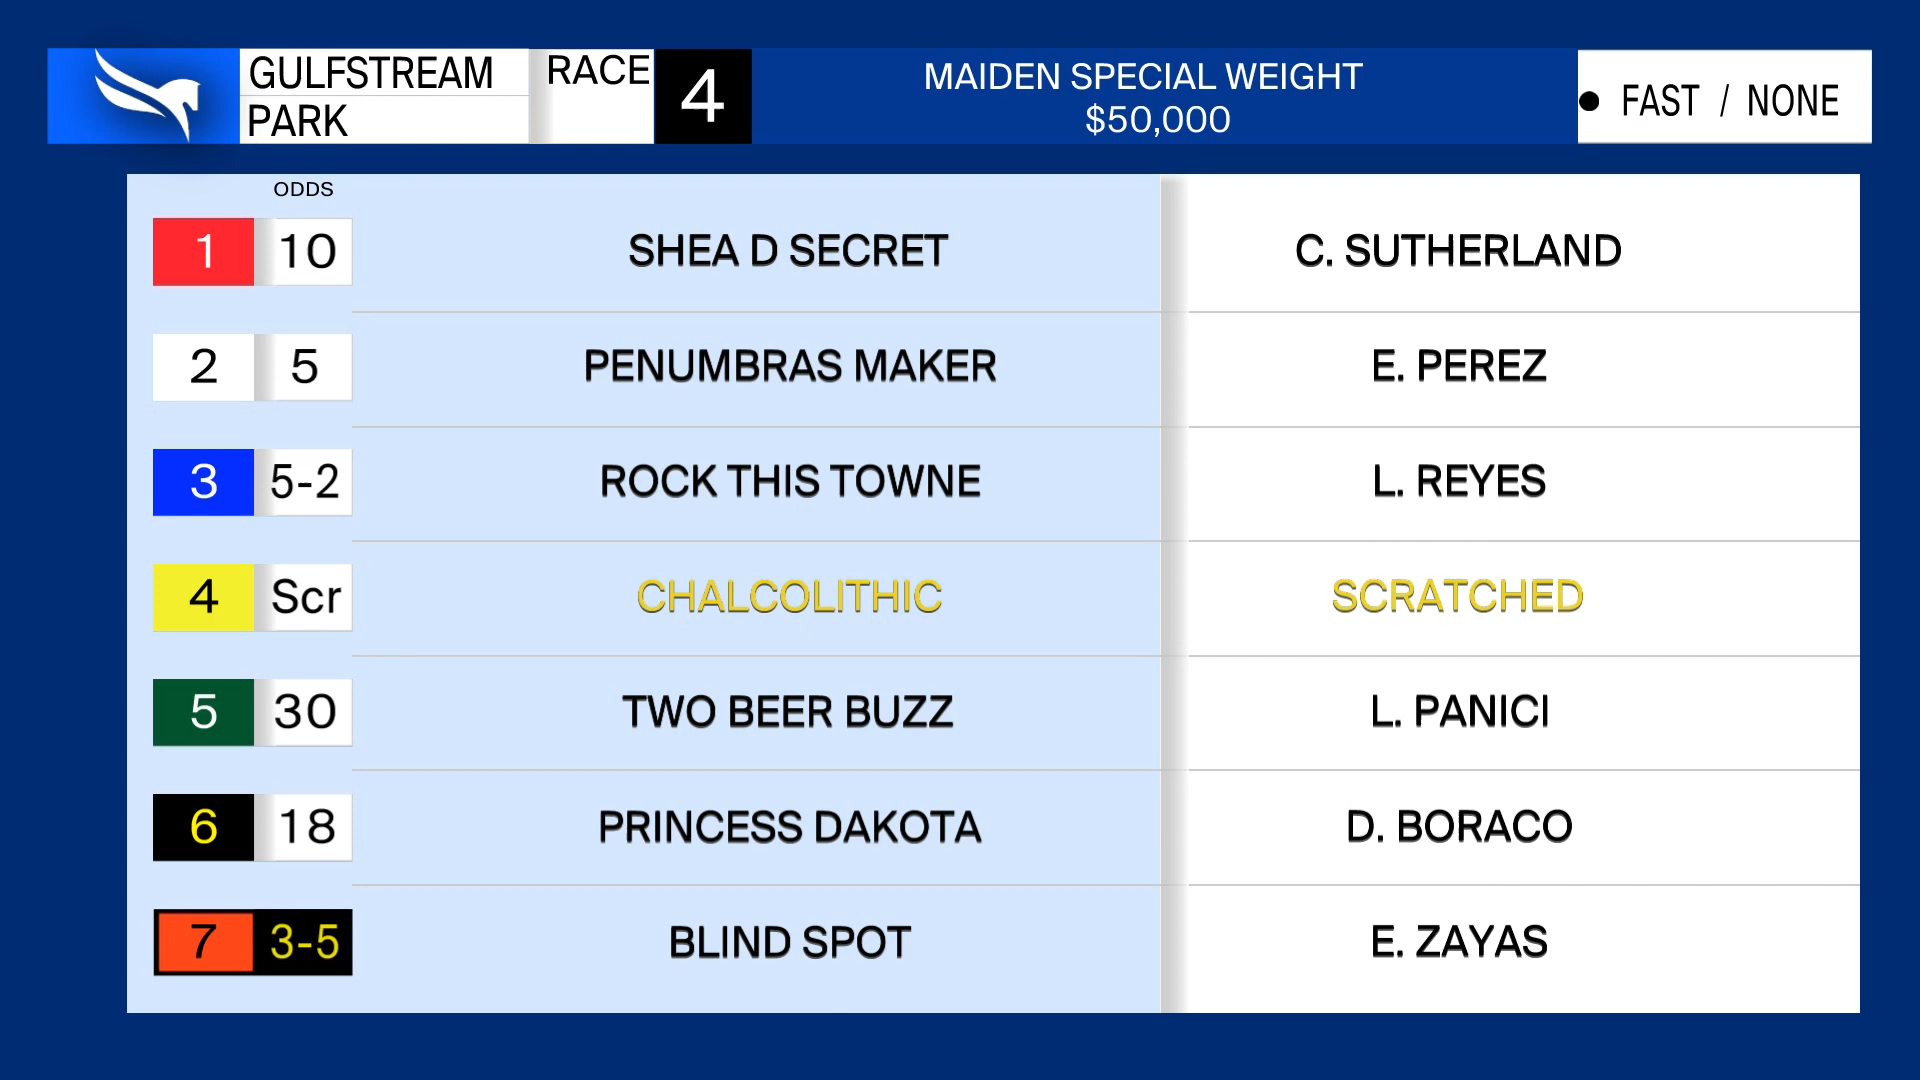 GULFSTREAM
PARK
RACE
4
MAIDEN SPECIAL WEIGHT
$50,000
● FAST / NONE
ODDS
1 10 SHEA D SECRET C. SUTHERLAND
2 5 PENUMBRAS MAKER E. PEREZ
3 5-2 ROCK THIS TOWNE L. REYES
4 Scr CHALCOLITHIC SCRATCHED
5 30 TWO BEER BUZZ L. PANICI
6 18 PRINCESS DAKOTA D. BORACO
7 3-5 BLIND SPOT E. ZAYAS